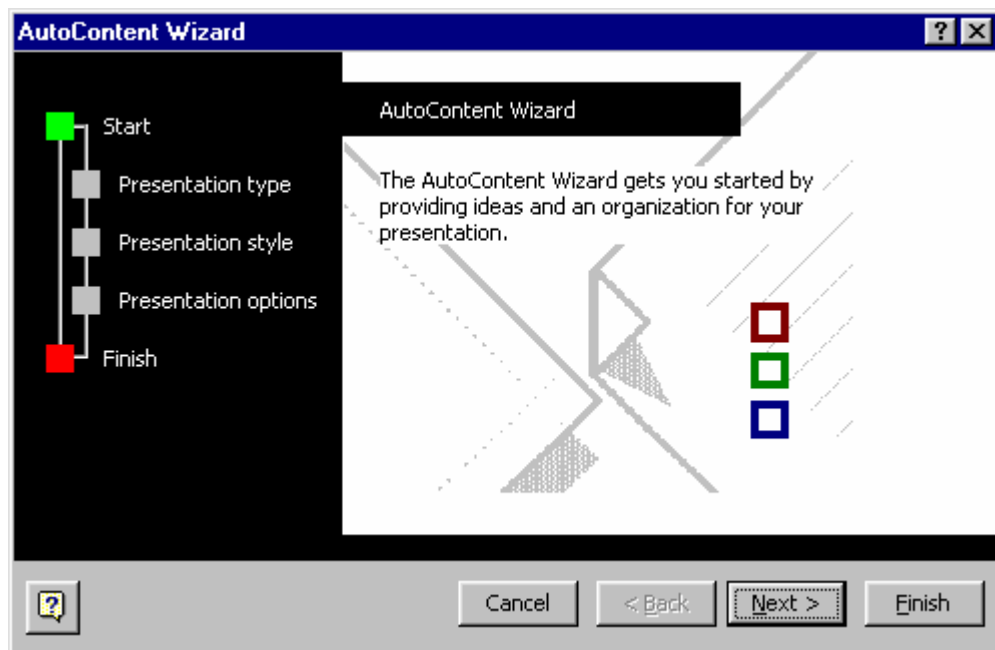 AutoContent Wizard
AutoContent Wizard
Start
Presentation type
Presentation style
Presentation options
Finish
The AutoContent Wizard gets you started by
providing ideas and an organization for your
presentation.
Cancel
< Back
Next >
Finish